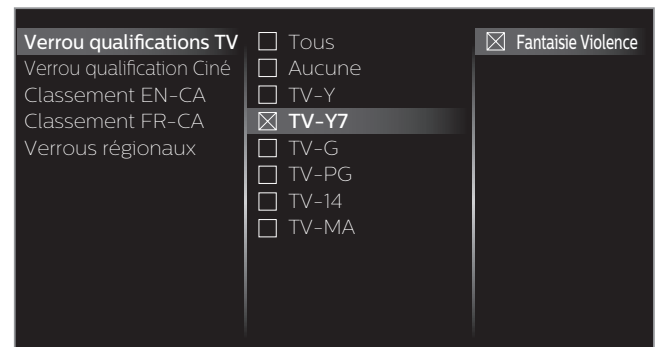 Verrou qualifications TV
Verrou qualification Ciné
Classement EN-CA
Classement FR-CA
Verrous régionaux
Tous
Aucune
TV-Y
TV-Y7
TV-G
TV-PG
TV-14
TV-MA
Fantaisie Violence